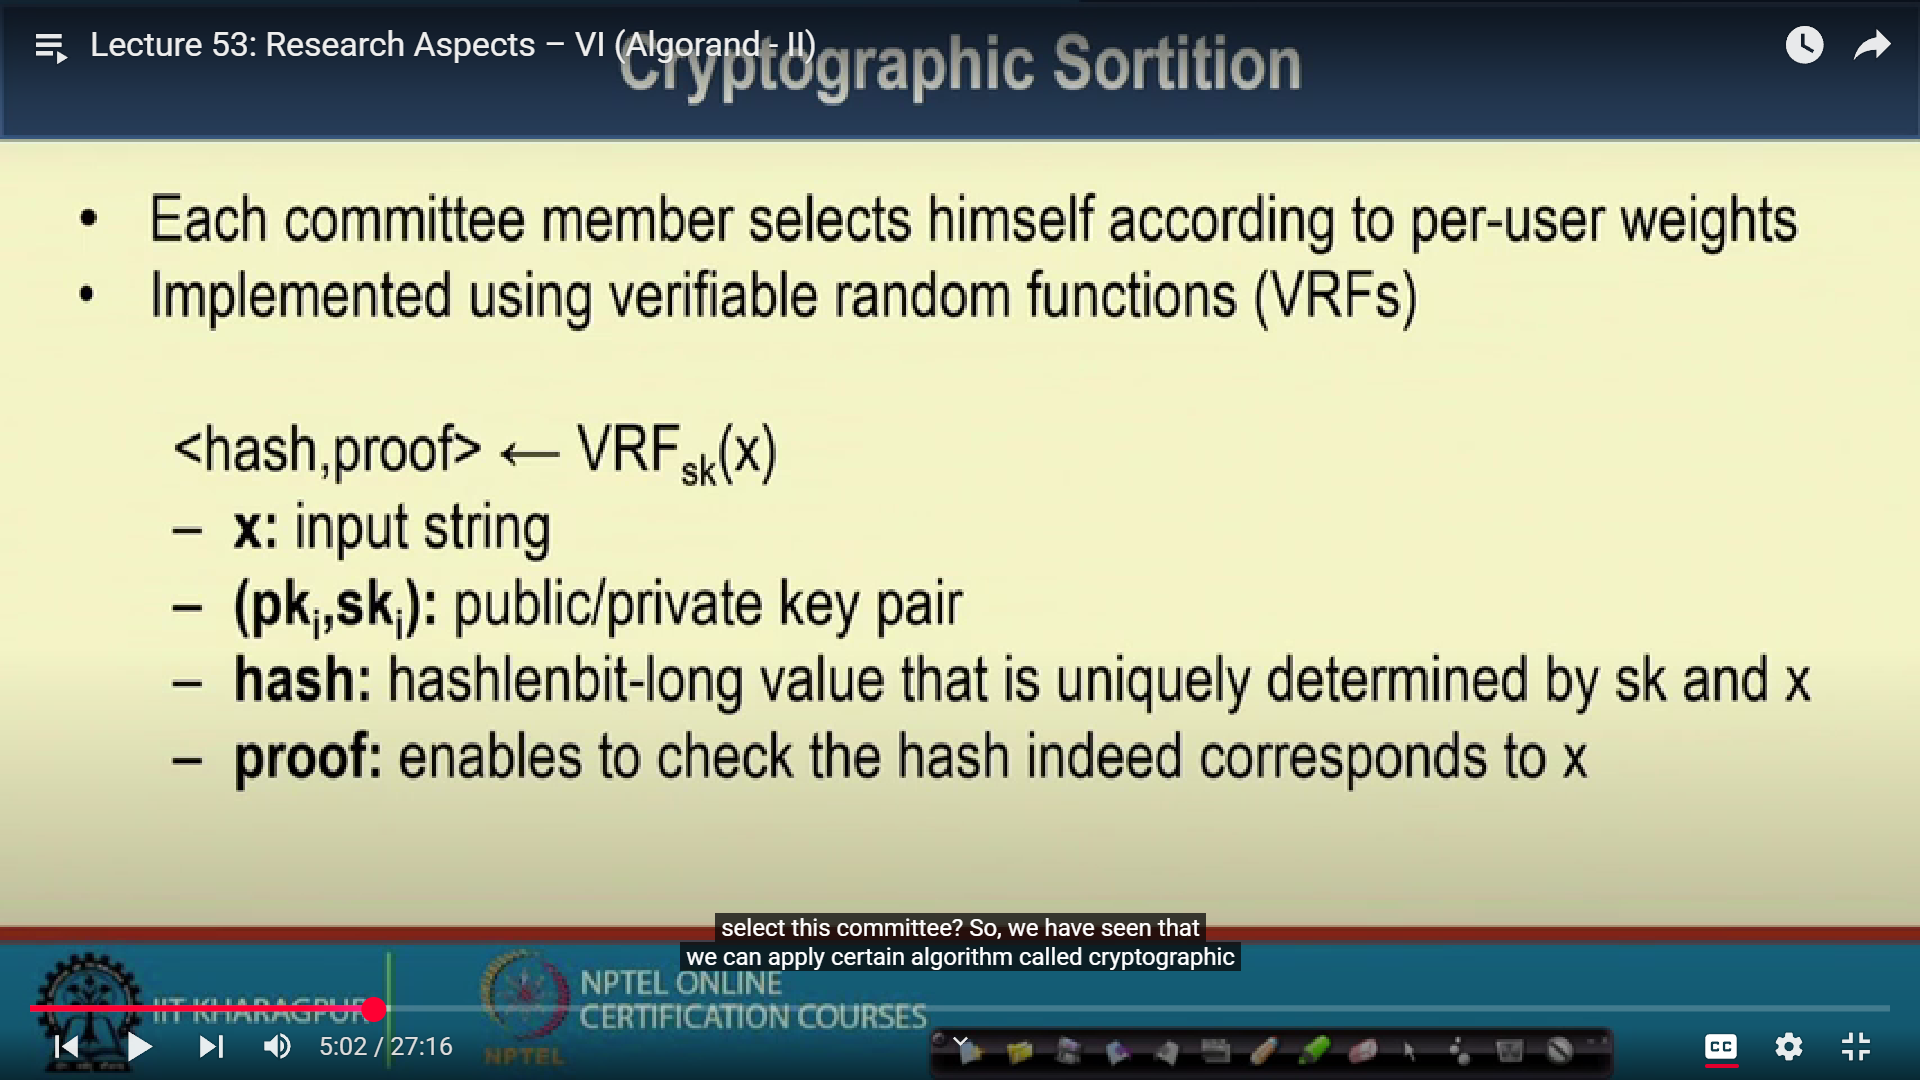 Lecture 53: Research Aspects – VI (Algorand - II)
Cryptographic Sortition
• Each committee member selects himself according to per-user weights
• Implemented using verifiable random functions (VRFs)
<hash,proof> ← VRFsk(x)
– x: input string
– (pki,ski): public/private key pair
– hash: hashlenbit-long value that is uniquely determined by sk and x
– proof: enables to check the hash indeed corresponds to x
select this committee? So, we have seen that
we can apply certain algorithm called cryptographic
IIT KHARAGPUR
NPTEL ONLINE
CERTIFICATION COURSES
NPTEL
5:02 / 27:16
CC